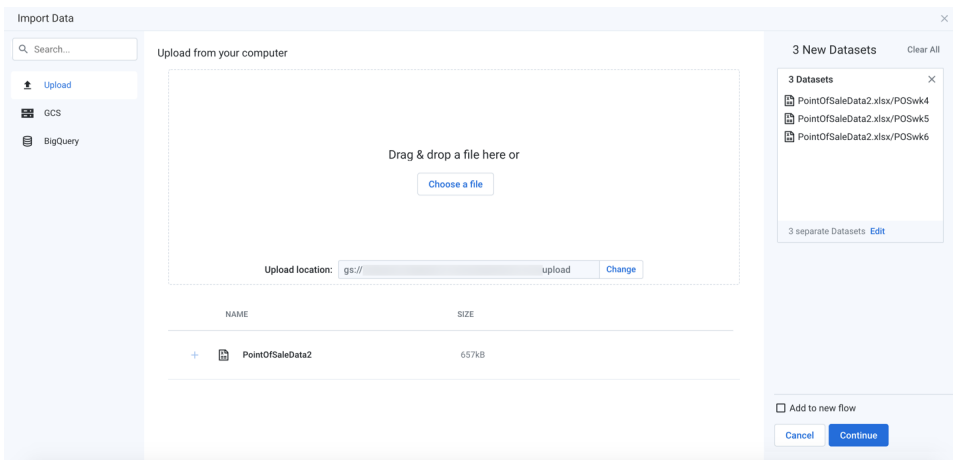 Import Data
Search...
Upload
GCS
BigQuery
Upload from your computer
Drag & drop a file here or
Choose a file
Upload location: gs:// upload Change
NAME SIZE
PointOfSaleData2 657kB
3 New Datasets Clear All
3 Datasets
PointOfSaleData2.xlsx/POSwk4
PointOfSaleData2.xlsx/POSwk5
PointOfSaleData2.xlsx/POSwk6
3 separate Datasets Edit
Add to new flow
Cancel Continue